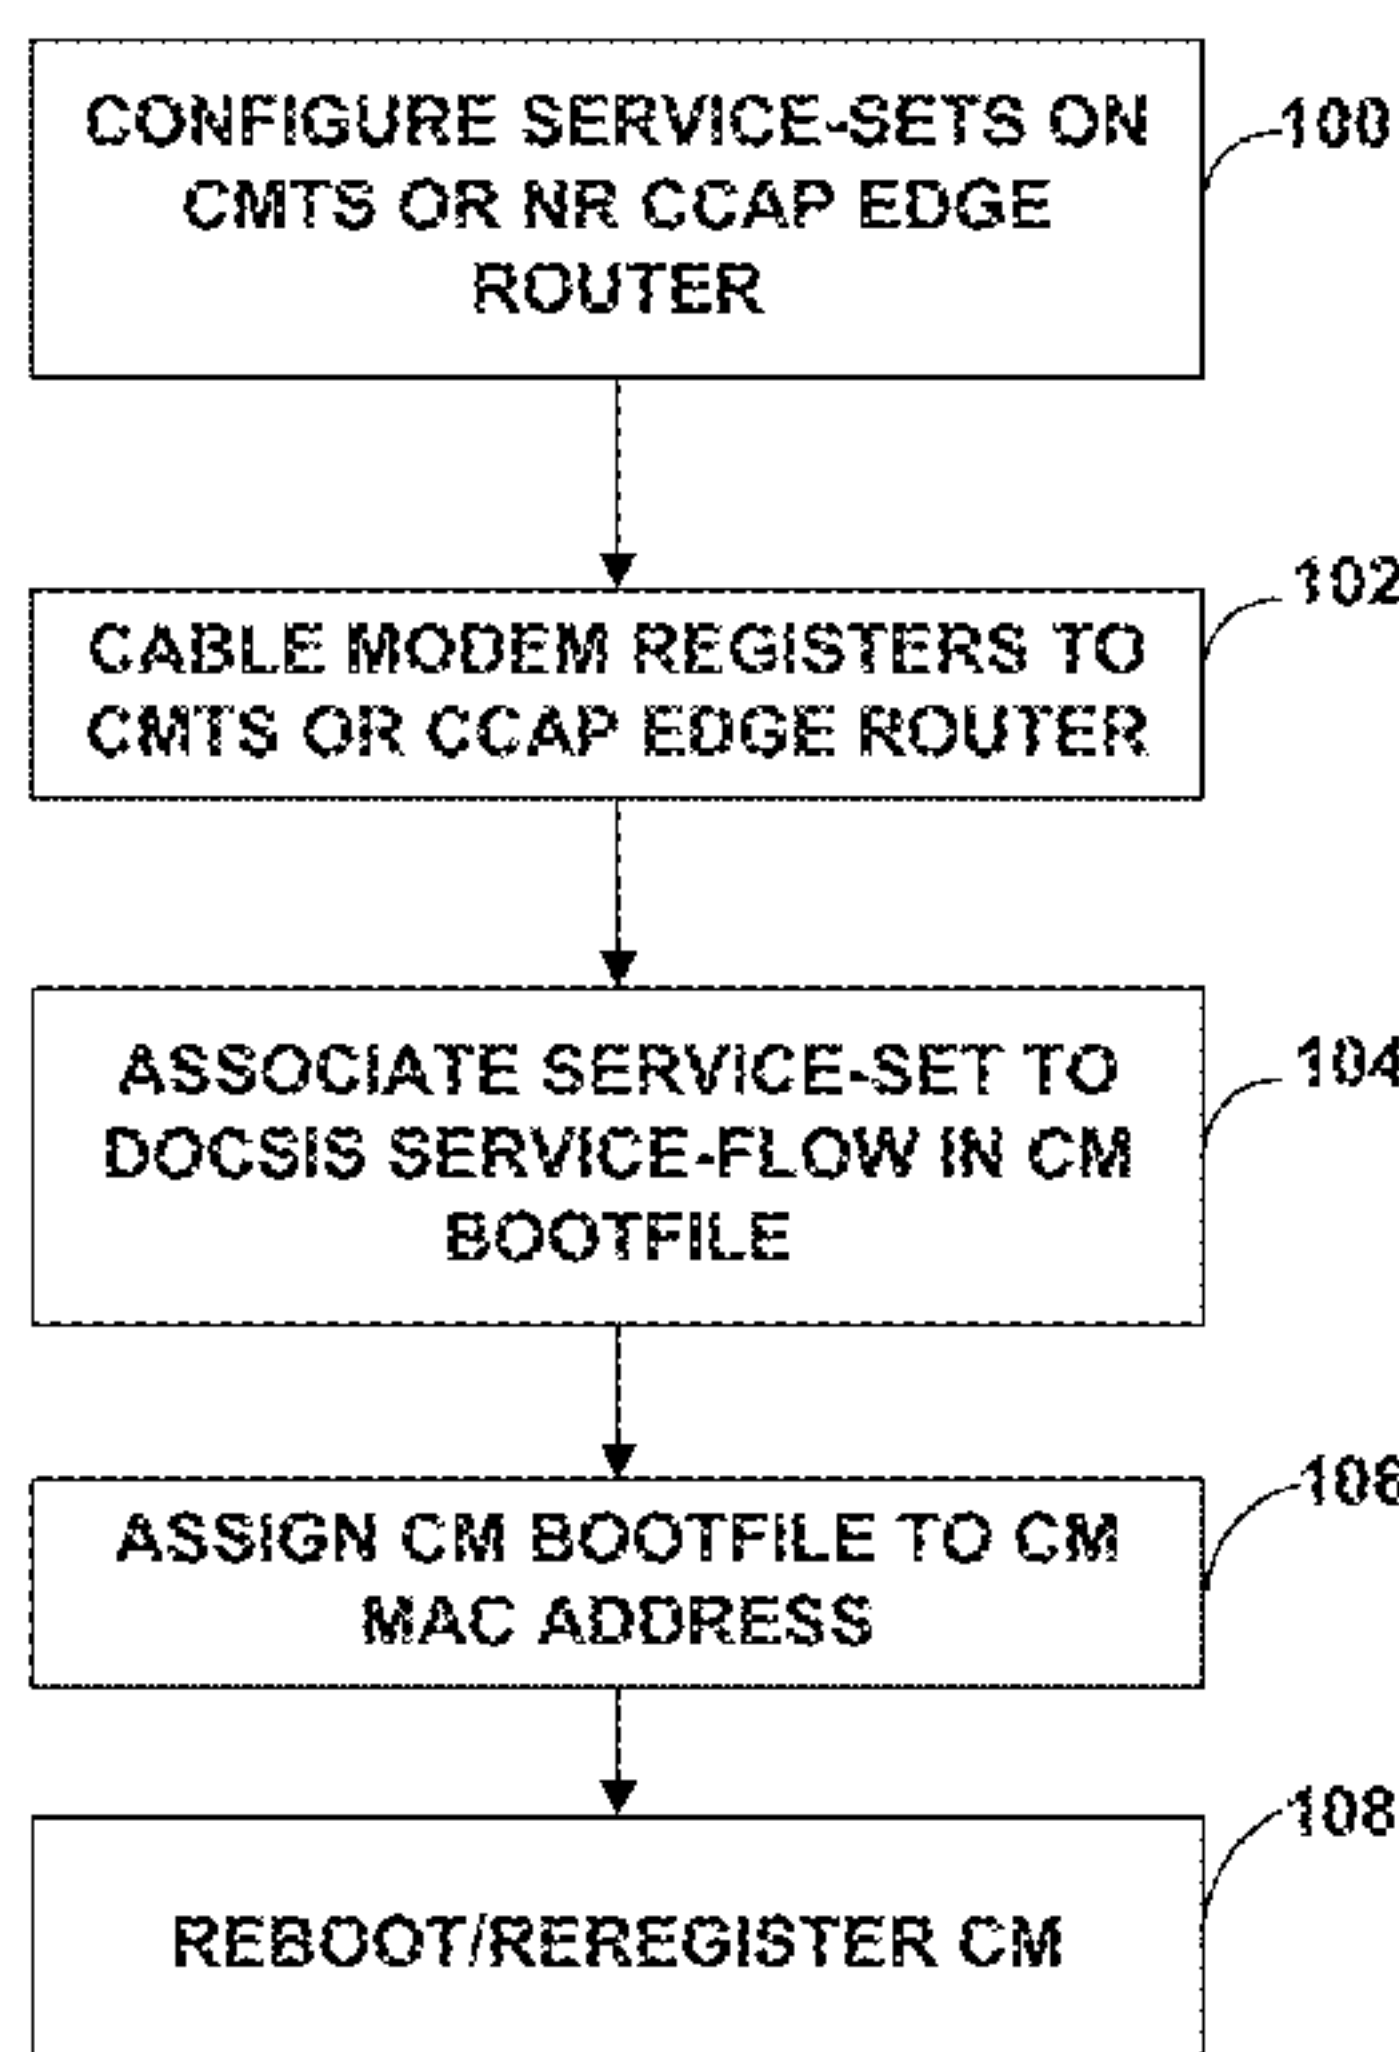 CONFIGURE SERVICE-SETS ON
CMTS OR NR CCAP EDGE
ROUTER
100
CABLE MODEM REGISTERS TO
CMTS OR CCAP EDGE ROUTER
102
ASSOCIATE SERVICE-SET TO
DOCSIS SERVICE-FLOW IN CM
BOOTFILE
104
ASSIGN CM BOOTFILE TO CM
MAC ADDRESS
106
REBOOT/REREGISTER CM
108